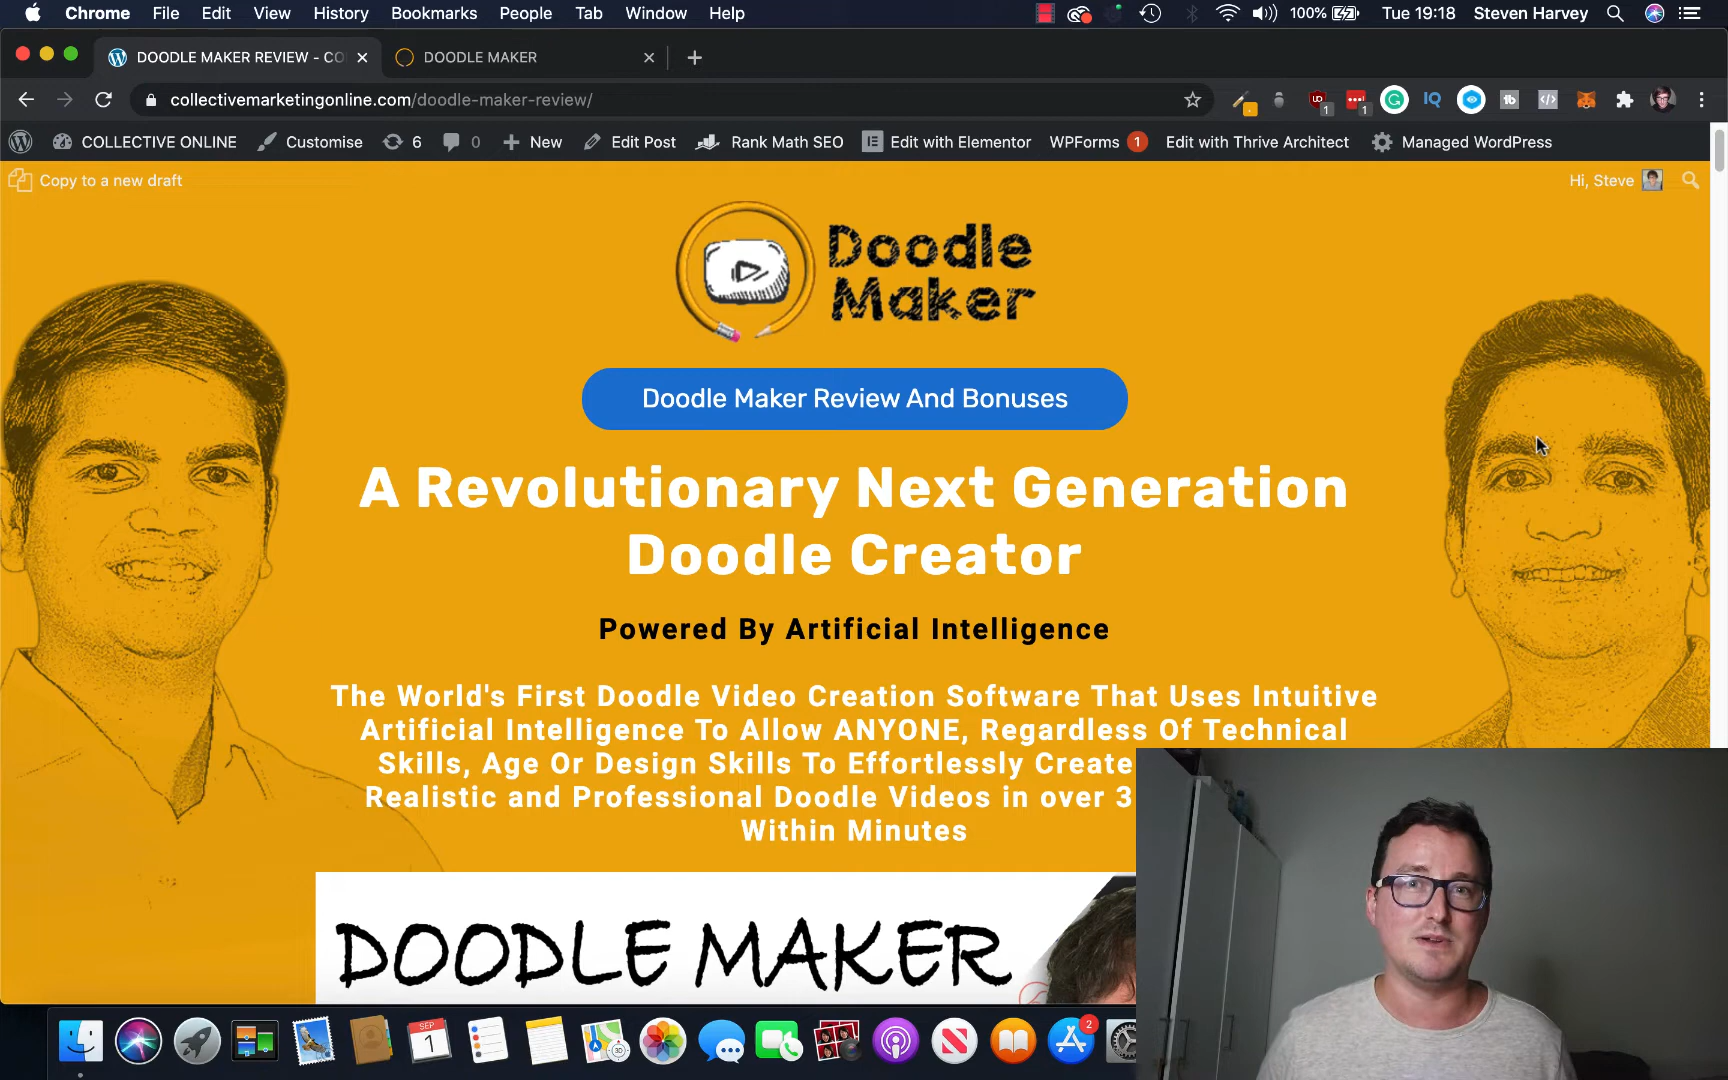 Chrome File Edit View History Bookmarks People Tab Window Help 100% Tue 19:18 Steven Harvey
DOODLE MAKER REVIEW - CO DOODLE MAKER
collectivemarketingonline.com/doodle-maker-review/
COLLECTIVE ONLINE Customise 6 0 New Edit Post Rank Math SEO Edit with Elementor WPForms 1 Edit with Thrive Architect Managed WordPress
Copy to a new draft Hi, Steve
Doodle
Maker
Doodle Maker Review And Bonuses
A Revolutionary Next Generation
Doodle Creator
Powered By Artificial Intelligence
The World's First Doodle Video Creation Software That Uses Intuitive
Artificial Intelligence To Allow ANYONE, Regardless Of Technical
Skills, Age Or Design Skills To Effortlessly Create
Realistic and Professional Doodle Videos in over 3
Within Minutes
DOODLE MAKER
SEP
1
3D
2